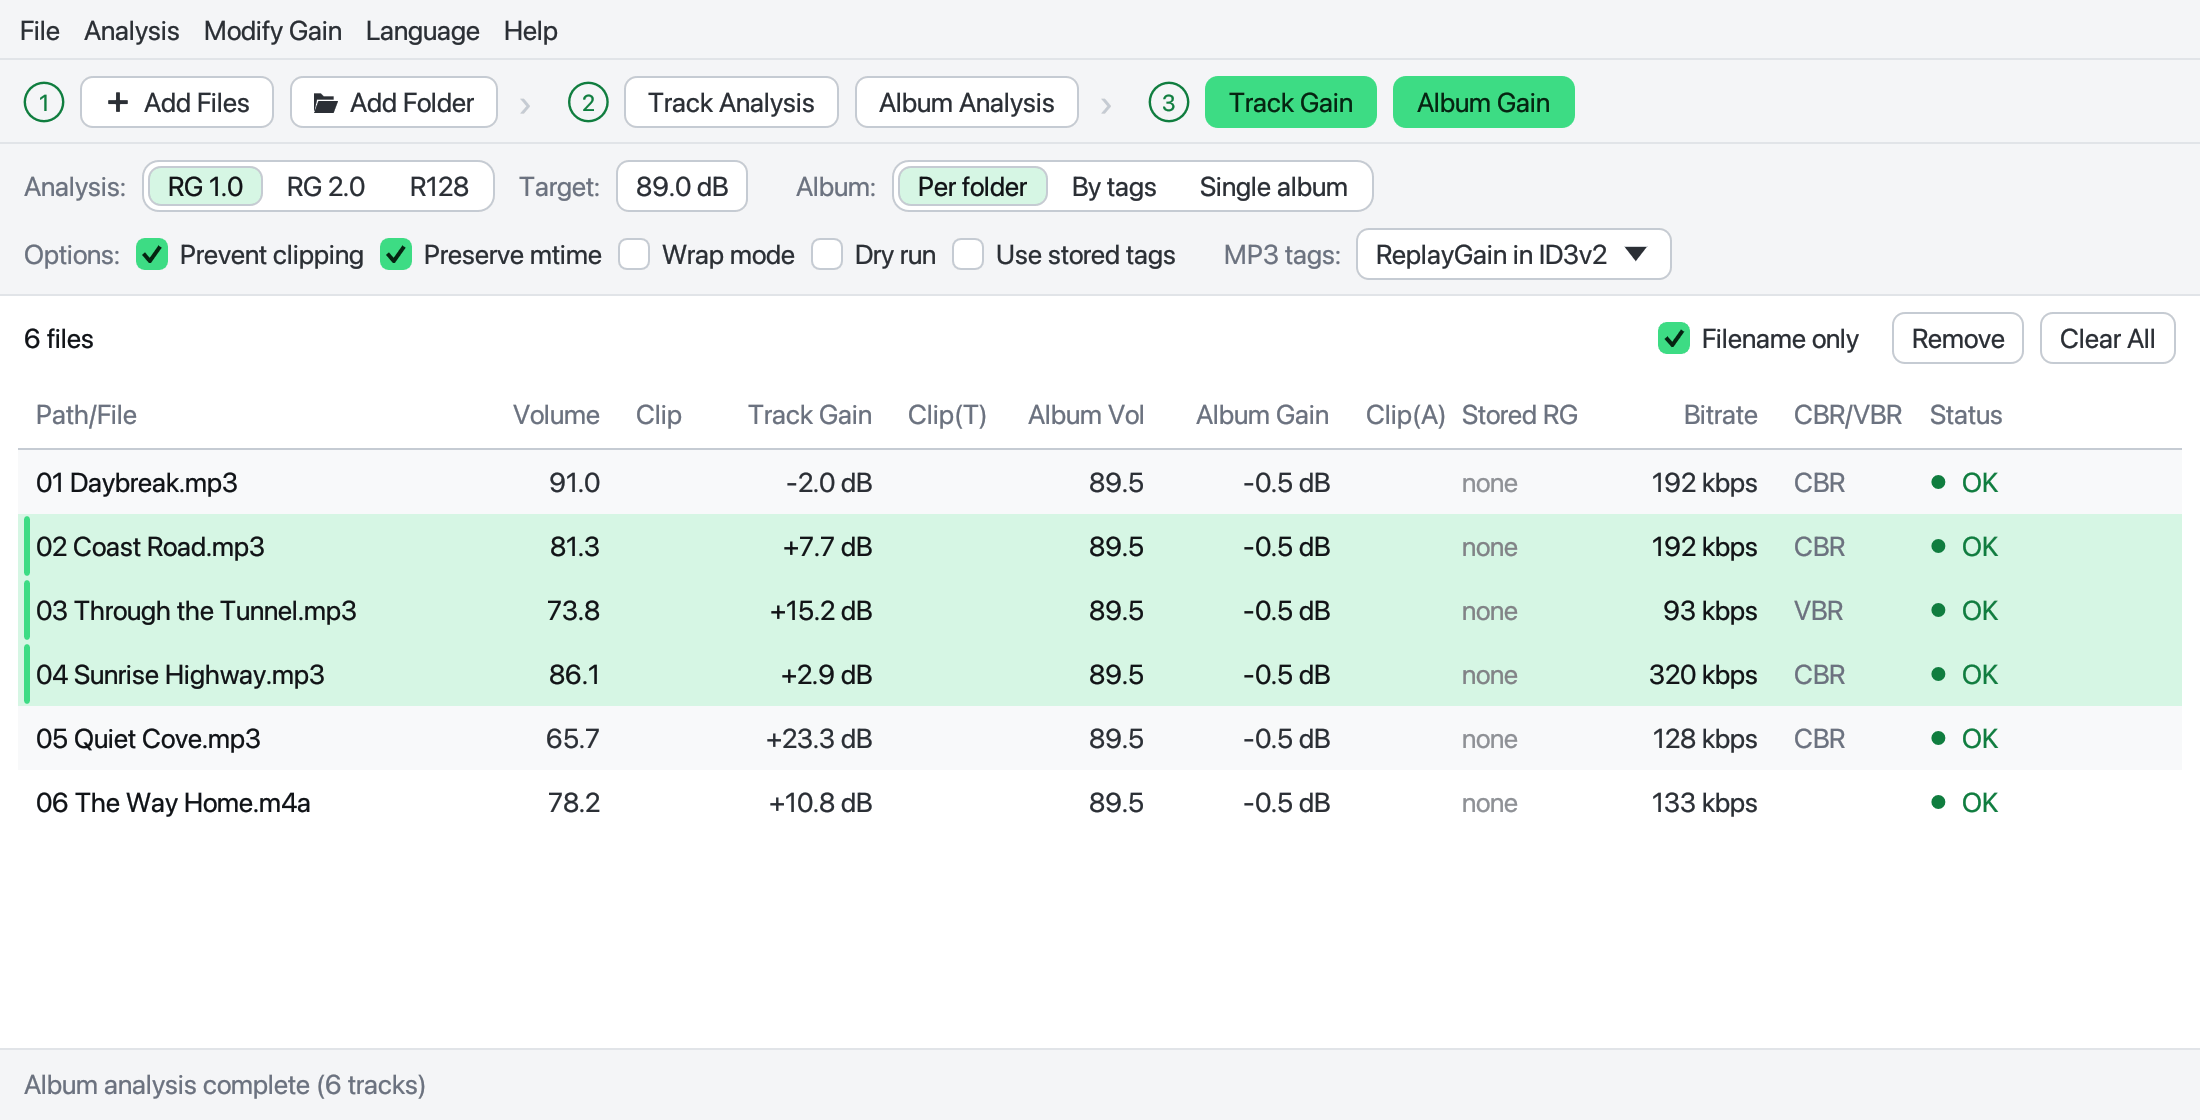 File Analysis Modify Gain Language Help
1 + Add Files Add Folder › 2 Track Analysis Album Analysis › 3 Track Gain Album Gain
Analysis: RG 1.0 RG 2.0 R128 Target: 89.0 dB Album: Per folder By tags Single album
Options: Prevent clipping Preserve mtime Wrap mode Dry run Use stored tags MP3 tags: ReplayGain in ID3v2
6 files Filename only Remove Clear All
Path/File Volume Clip Track Gain Clip(T) Album Vol Album Gain Clip(A) Stored RG Bitrate CBR/VBR Status
01 Daybreak.mp3 91.0 -2.0 dB 89.5 -0.5 dB none 192 kbps CBR OK
02 Coast Road.mp3 81.3 +7.7 dB 89.5 -0.5 dB none 192 kbps CBR OK
03 Through the Tunnel.mp3 73.8 +15.2 dB 89.5 -0.5 dB none 93 kbps VBR OK
04 Sunrise Highway.mp3 86.1 +2.9 dB 89.5 -0.5 dB none 320 kbps CBR OK
05 Quiet Cove.mp3 65.7 +23.3 dB 89.5 -0.5 dB none 128 kbps CBR OK
06 The Way Home.m4a 78.2 +10.8 dB 89.5 -0.5 dB none 133 kbps OK
Album analysis complete (6 tracks)